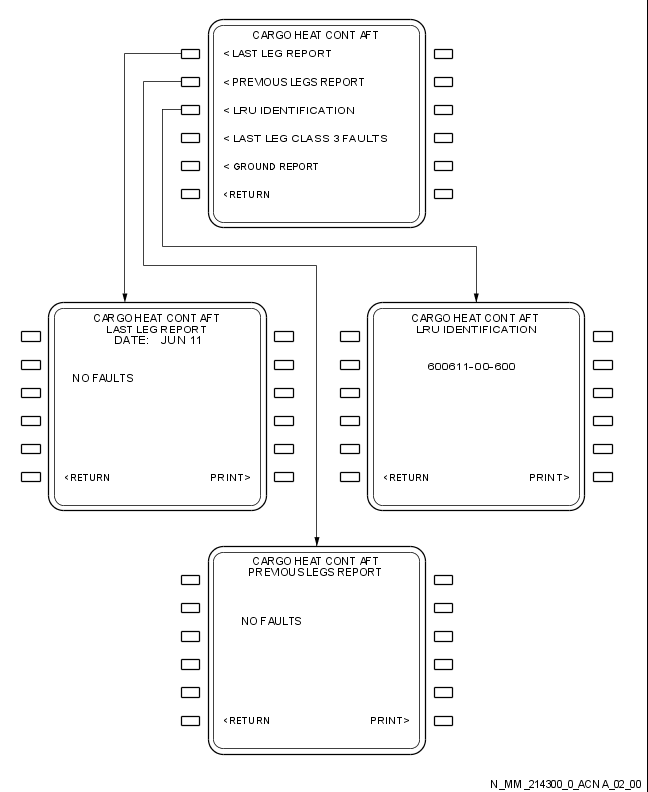 CARGO HEAT CONT AFT
< LAST LEG REPORT
< PREVIOUS LEGS REPORT
< LRU IDENTIFICATION
< LAST LEG CLASS 3 FAULTS
< GROUND REPORT
<RETURN
CARGO HEAT CONT AFT
LAST LEG REPORT
DATE: JUN 11
NO FAULTS
<RETURN PRINT>
CARGO HEAT CONT AFT
LRU IDENTIFICATION
600611-00-600
<RETURN PRINT>
CARGO HEAT CONT AFT
PREVIOUS LEGS REPORT
NO FAULTS
<RETURN PRINT>
N_MM_214300_0_ACNA_02_00